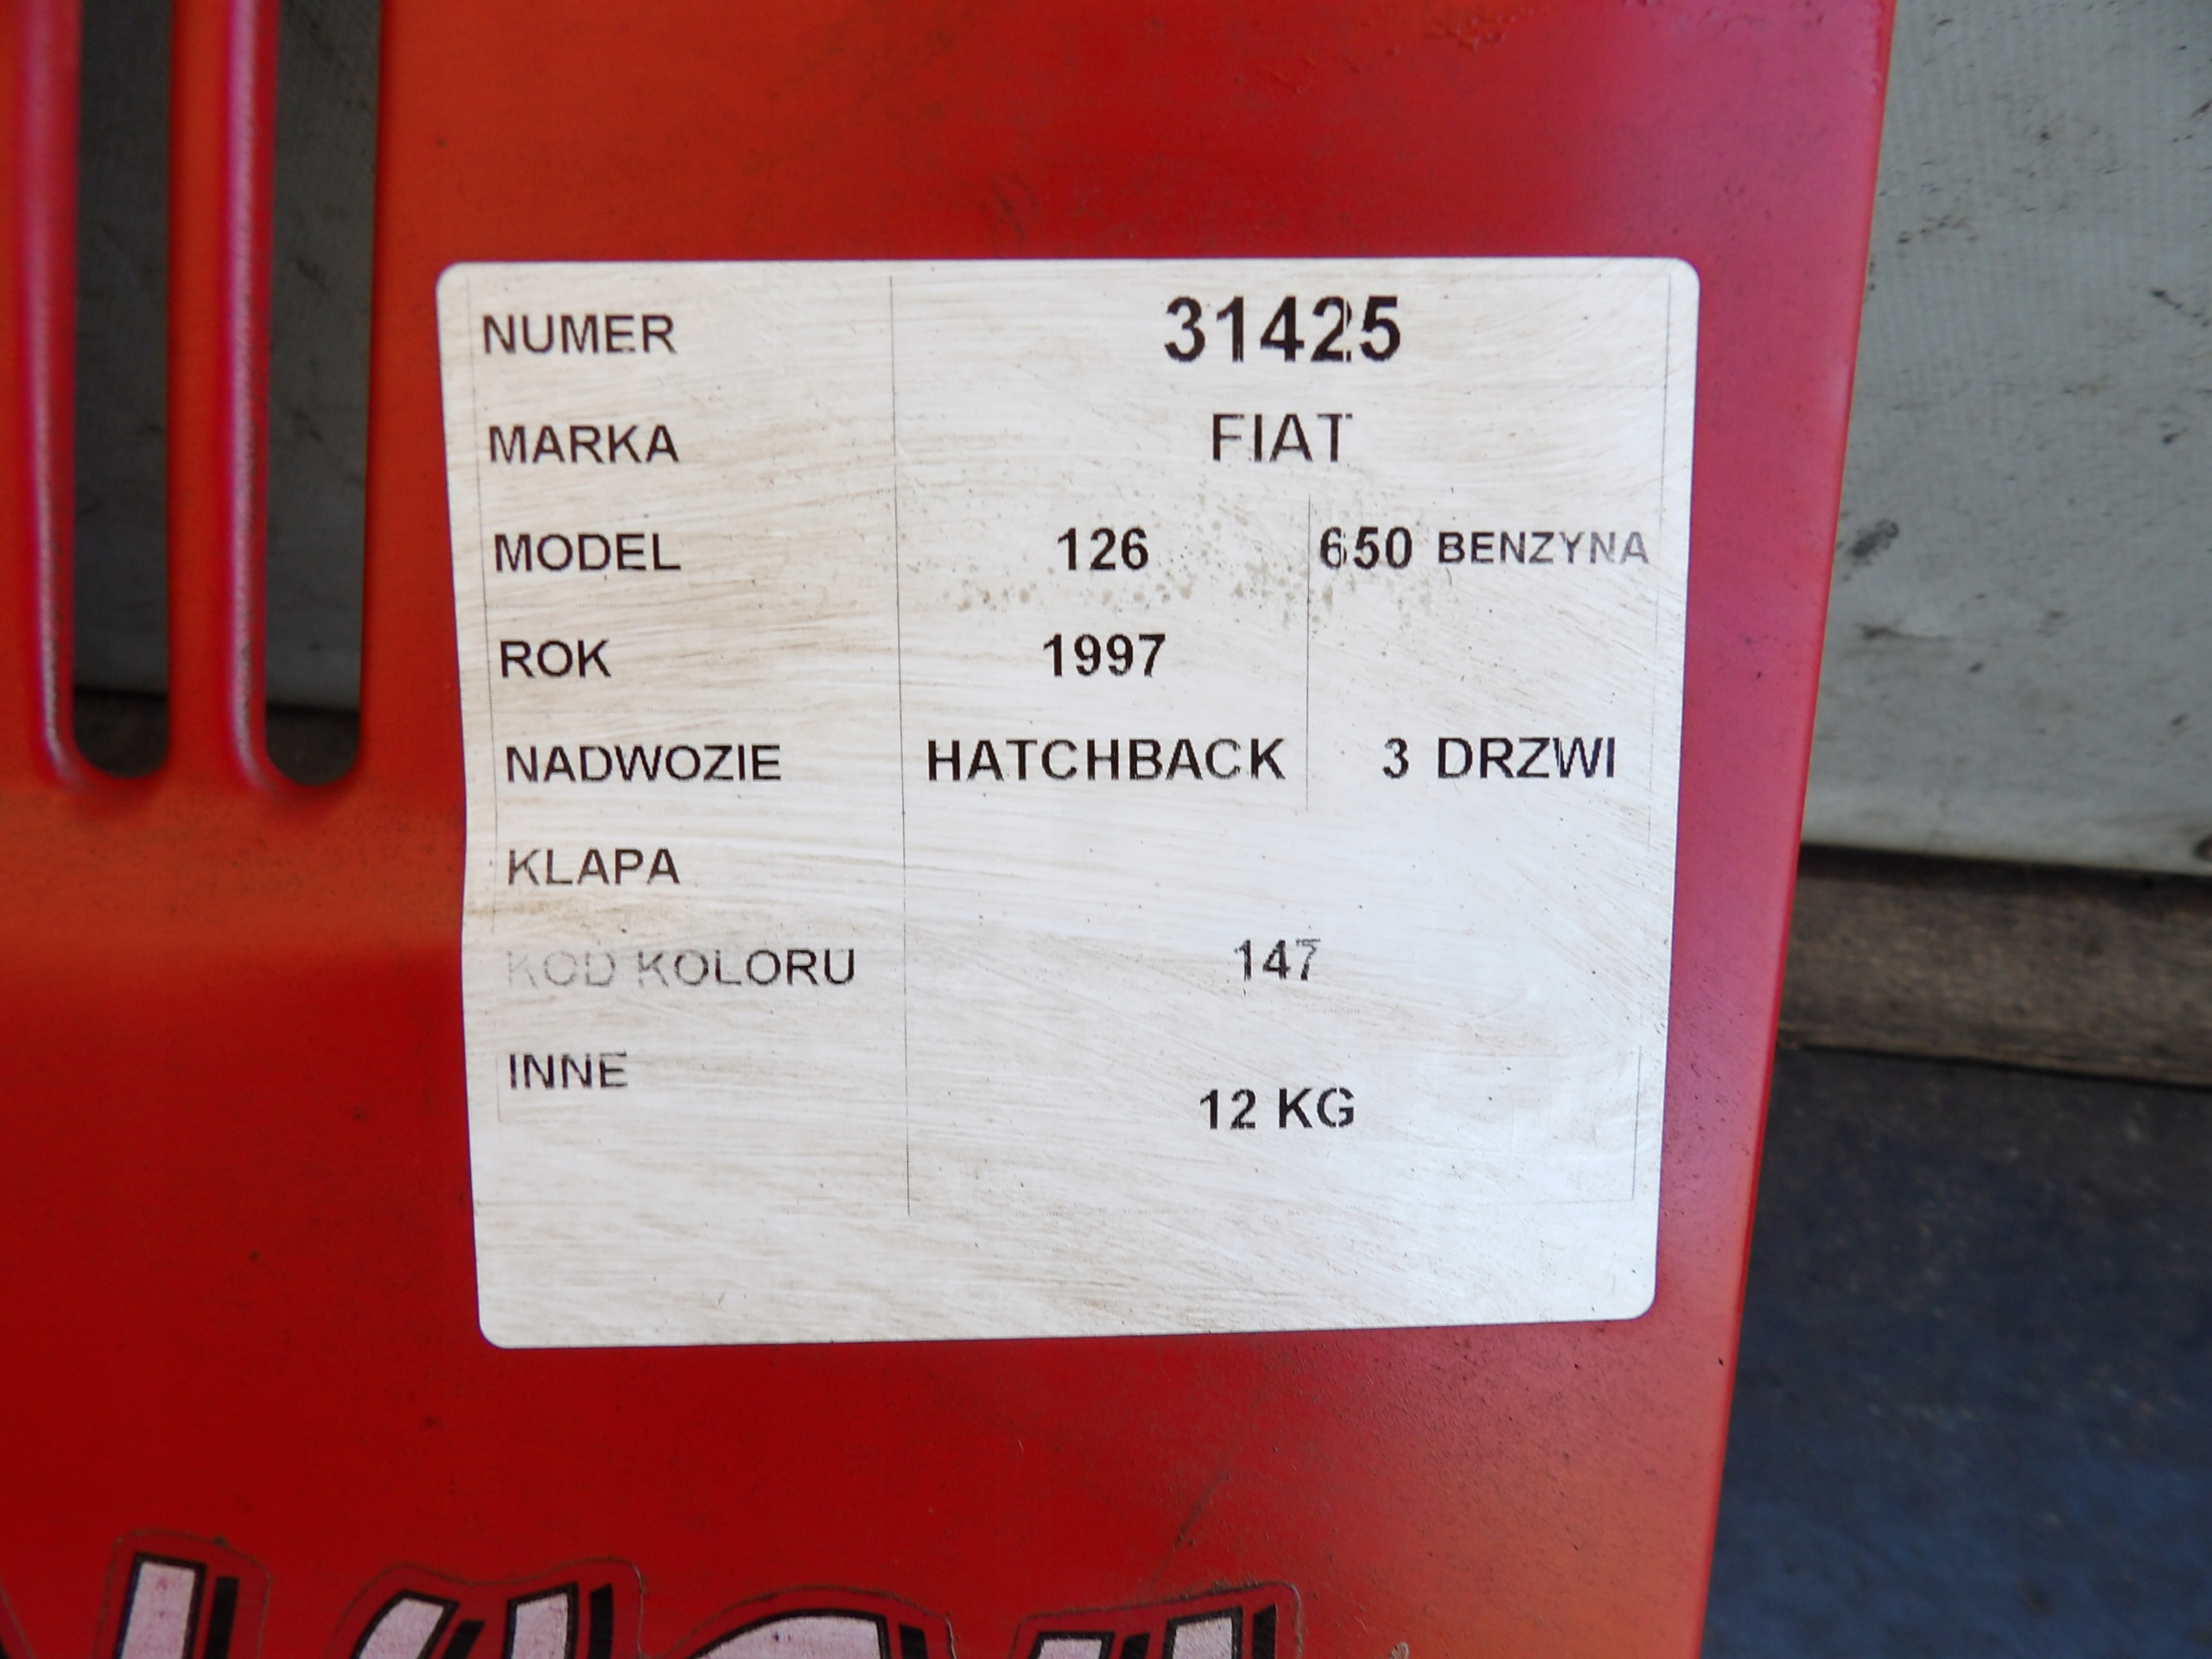 NUMER 31425
MARKA FIAT
MODEL 126 650 BENZYNA
ROK 1997
NADWOZIE HATCHBACK 3 DRZWI
KLAPA
KOD KOLORU 147
INNE
12 KG